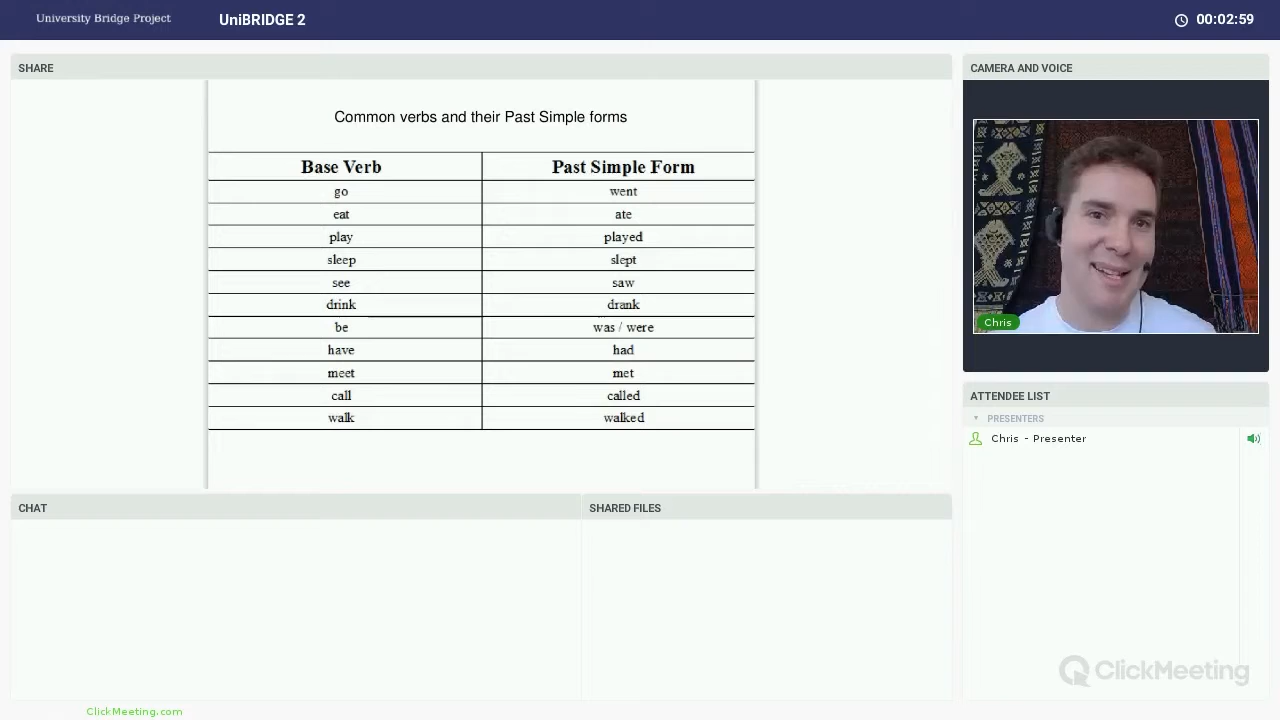 University Bridge Project
UniBRIDGE 2
00:02:59
SHARE
Common verbs and their Past Simple forms
Base Verb Past Simple Form
go went
eat ate
play played
sleep slept
see saw
drink drank
be was / were
have had
meet met
call called
walk walked
CAMERA AND VOICE
Chris
ATTENDEE LIST
PRESENTERS
Chris - Presenter
CHAT
SHARED FILES
ClickMeeting
ClickMeeting.com